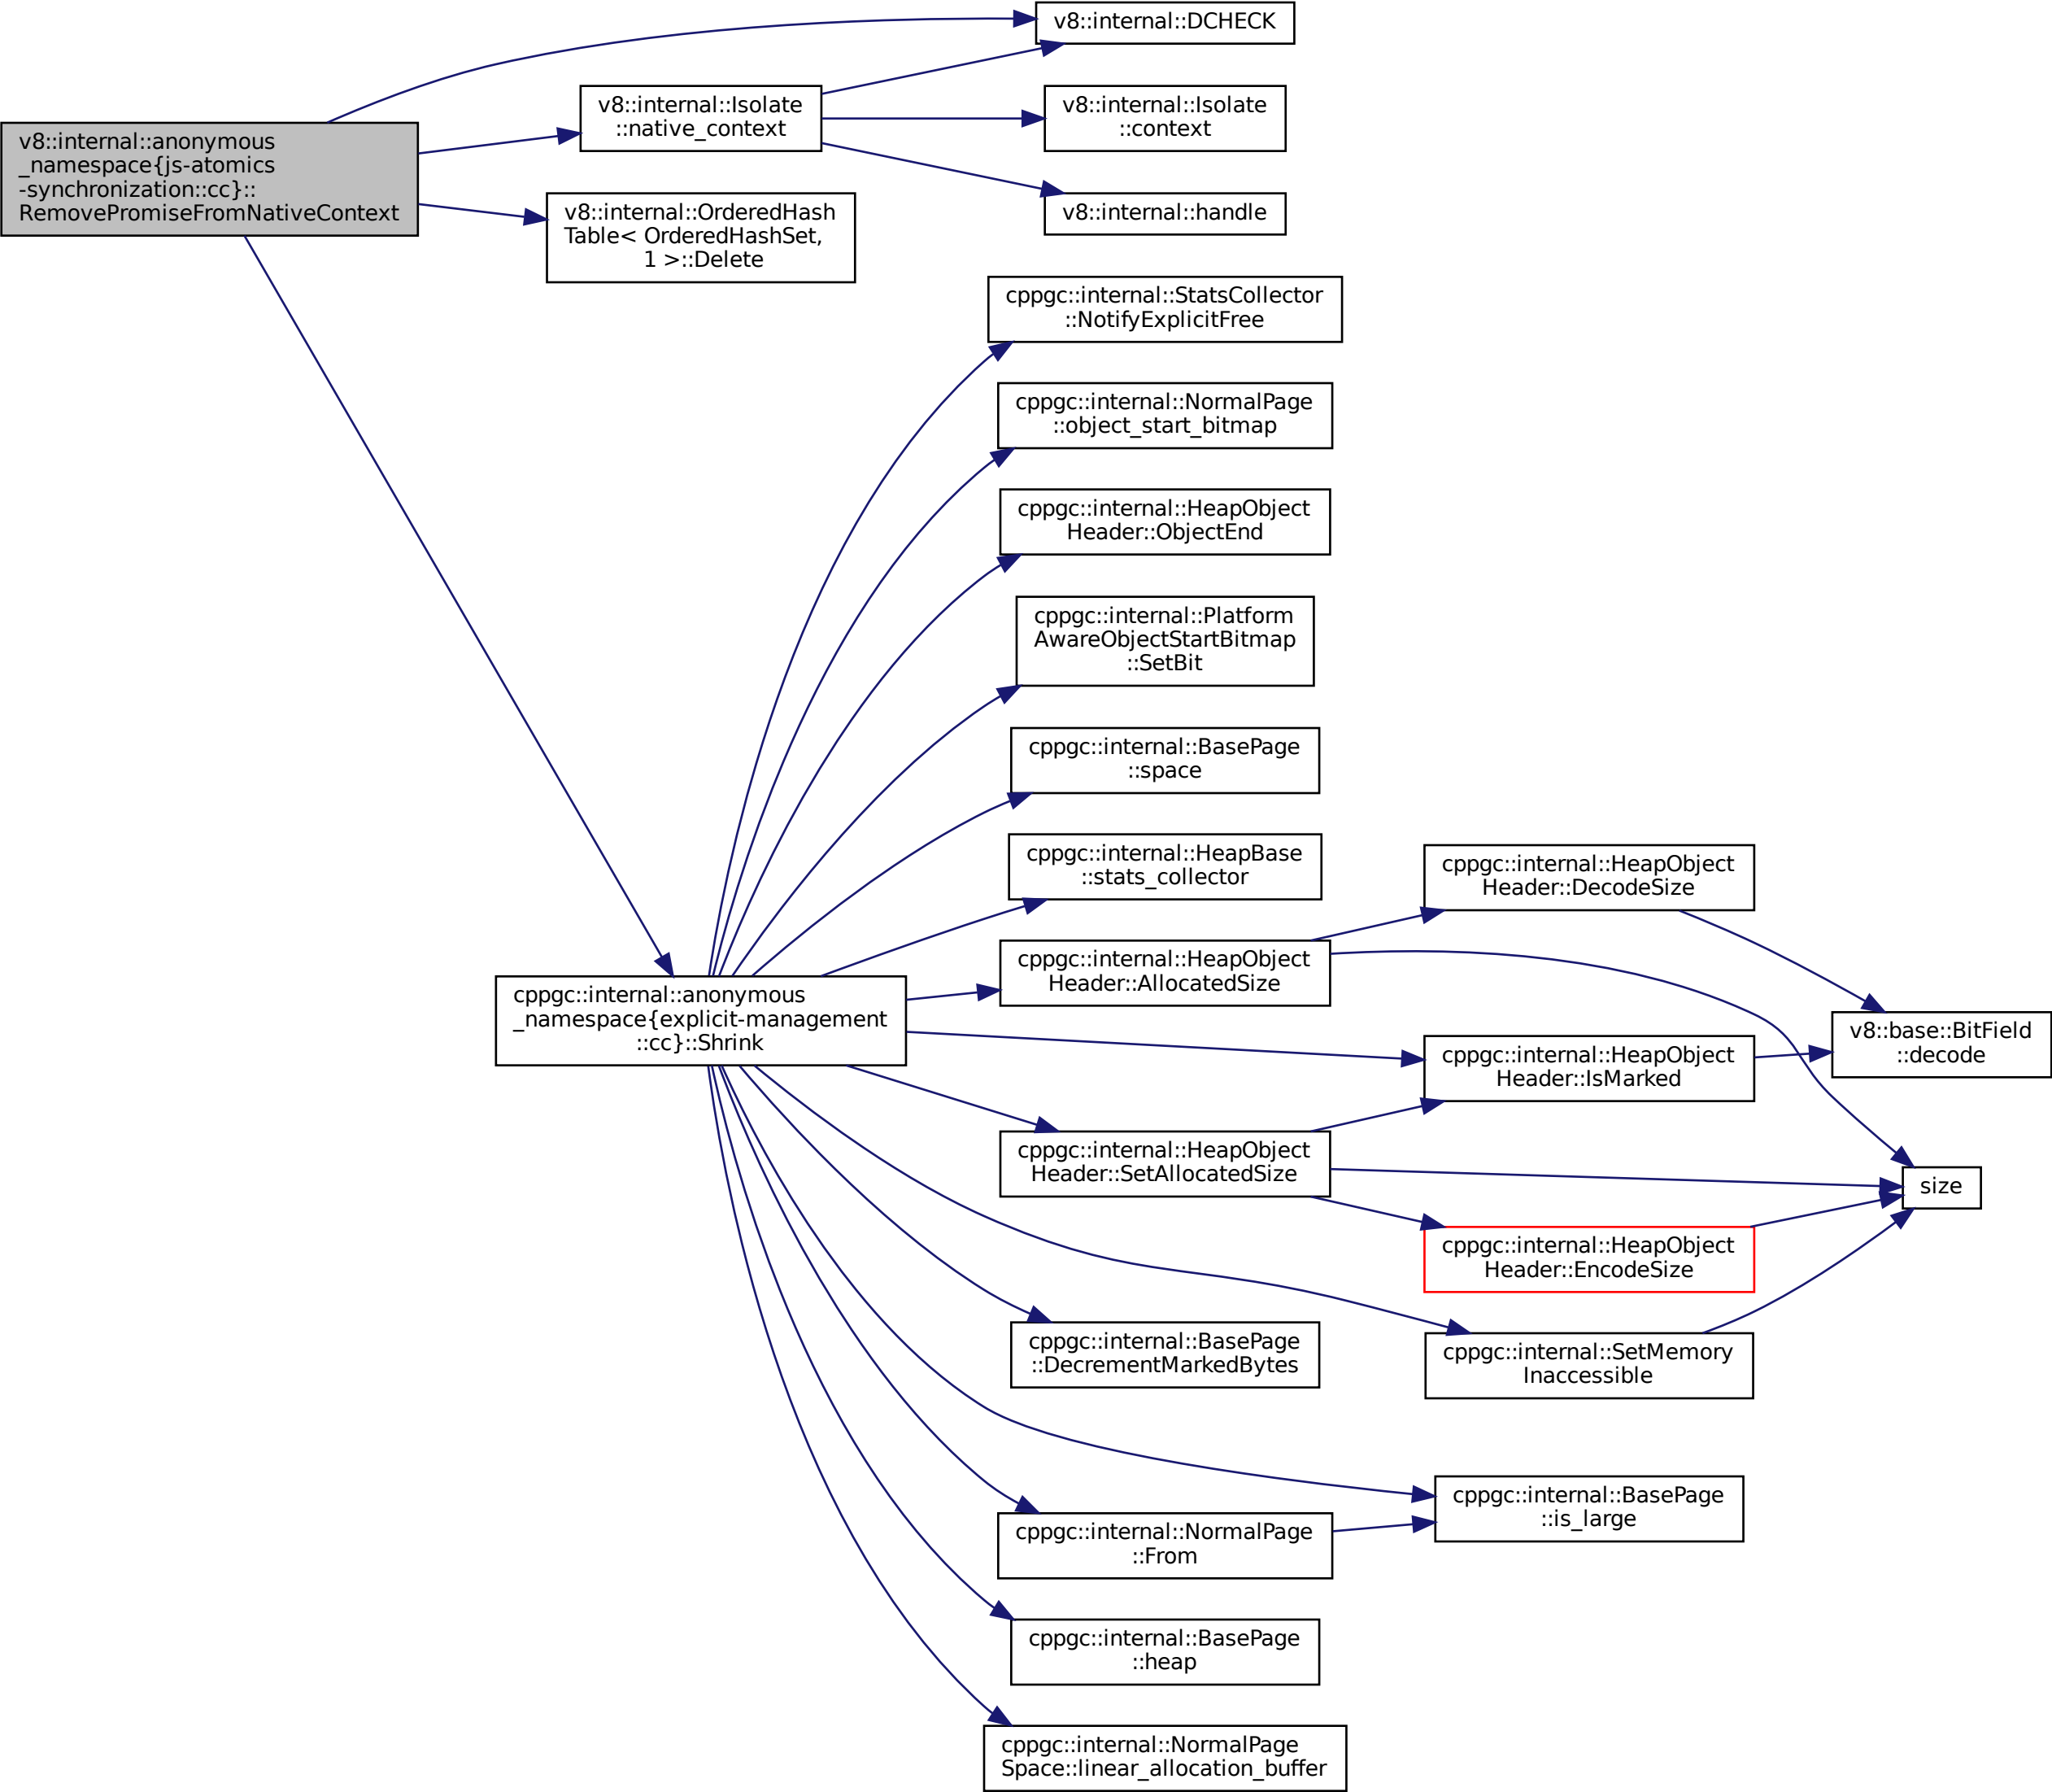 v8::internal::anonymous
_namespace{js-atomics
-synchronization::cc}::
RemovePromiseFromNativeContext
v8::internal::DCHECK
v8::internal::Isolate
::native_context
v8::internal::Isolate
::context
v8::internal::handle
v8::internal::OrderedHash
Table< OrderedHashSet,
1 >::Delete
cppgc::internal::StatsCollector
::NotifyExplicitFree
cppgc::internal::NormalPage
::object_start_bitmap
cppgc::internal::HeapObject
Header::ObjectEnd
cppgc::internal::Platform
AwareObjectStartBitmap
::SetBit
cppgc::internal::BasePage
::space
cppgc::internal::HeapBase
::stats_collector
cppgc::internal::anonymous
_namespace{explicit-management
::cc}::Shrink
cppgc::internal::HeapObject
Header::AllocatedSize
cppgc::internal::HeapObject
Header::DecodeSize
v8::base::BitField
::decode
cppgc::internal::HeapObject
Header::IsMarked
cppgc::internal::HeapObject
Header::SetAllocatedSize
size
cppgc::internal::HeapObject
Header::EncodeSize
cppgc::internal::BasePage
::DecrementMarkedBytes
cppgc::internal::SetMemory
Inaccessible
cppgc::internal::BasePage
::is_large
cppgc::internal::NormalPage
::From
cppgc::internal::BasePage
::heap
cppgc::internal::NormalPage
Space::linear_allocation_buffer